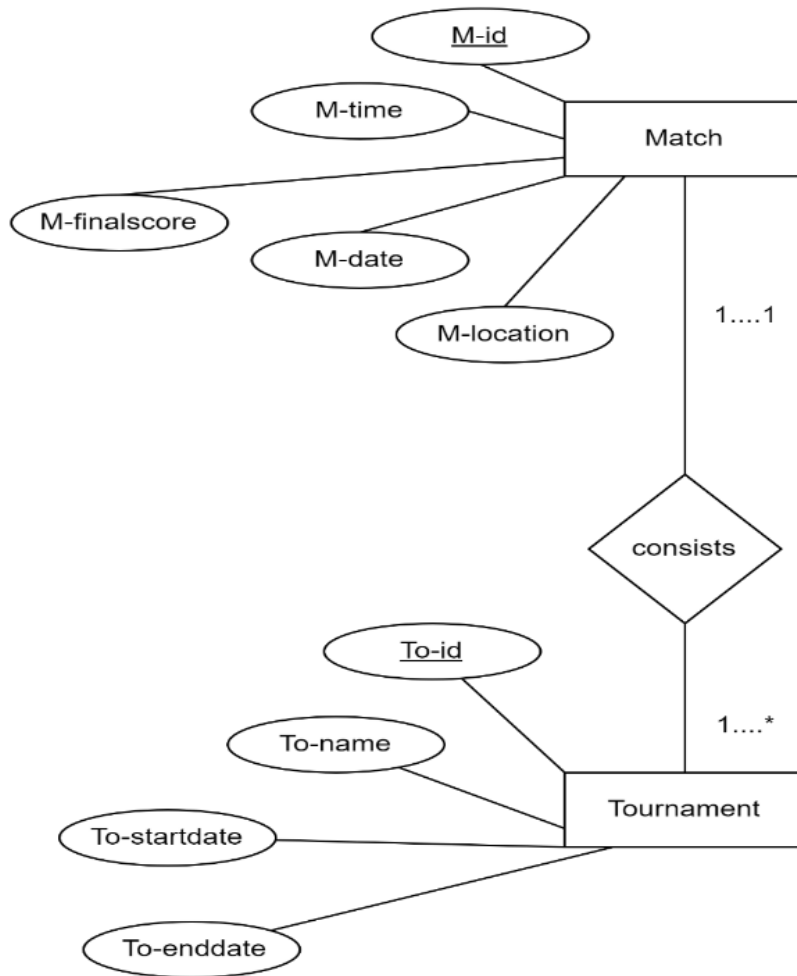 M-id
M-time
Match
M-finalscore
M-date
M-location
1....1
consists
To-id
To-name
1....*
Tournament
To-startdate
To-enddate